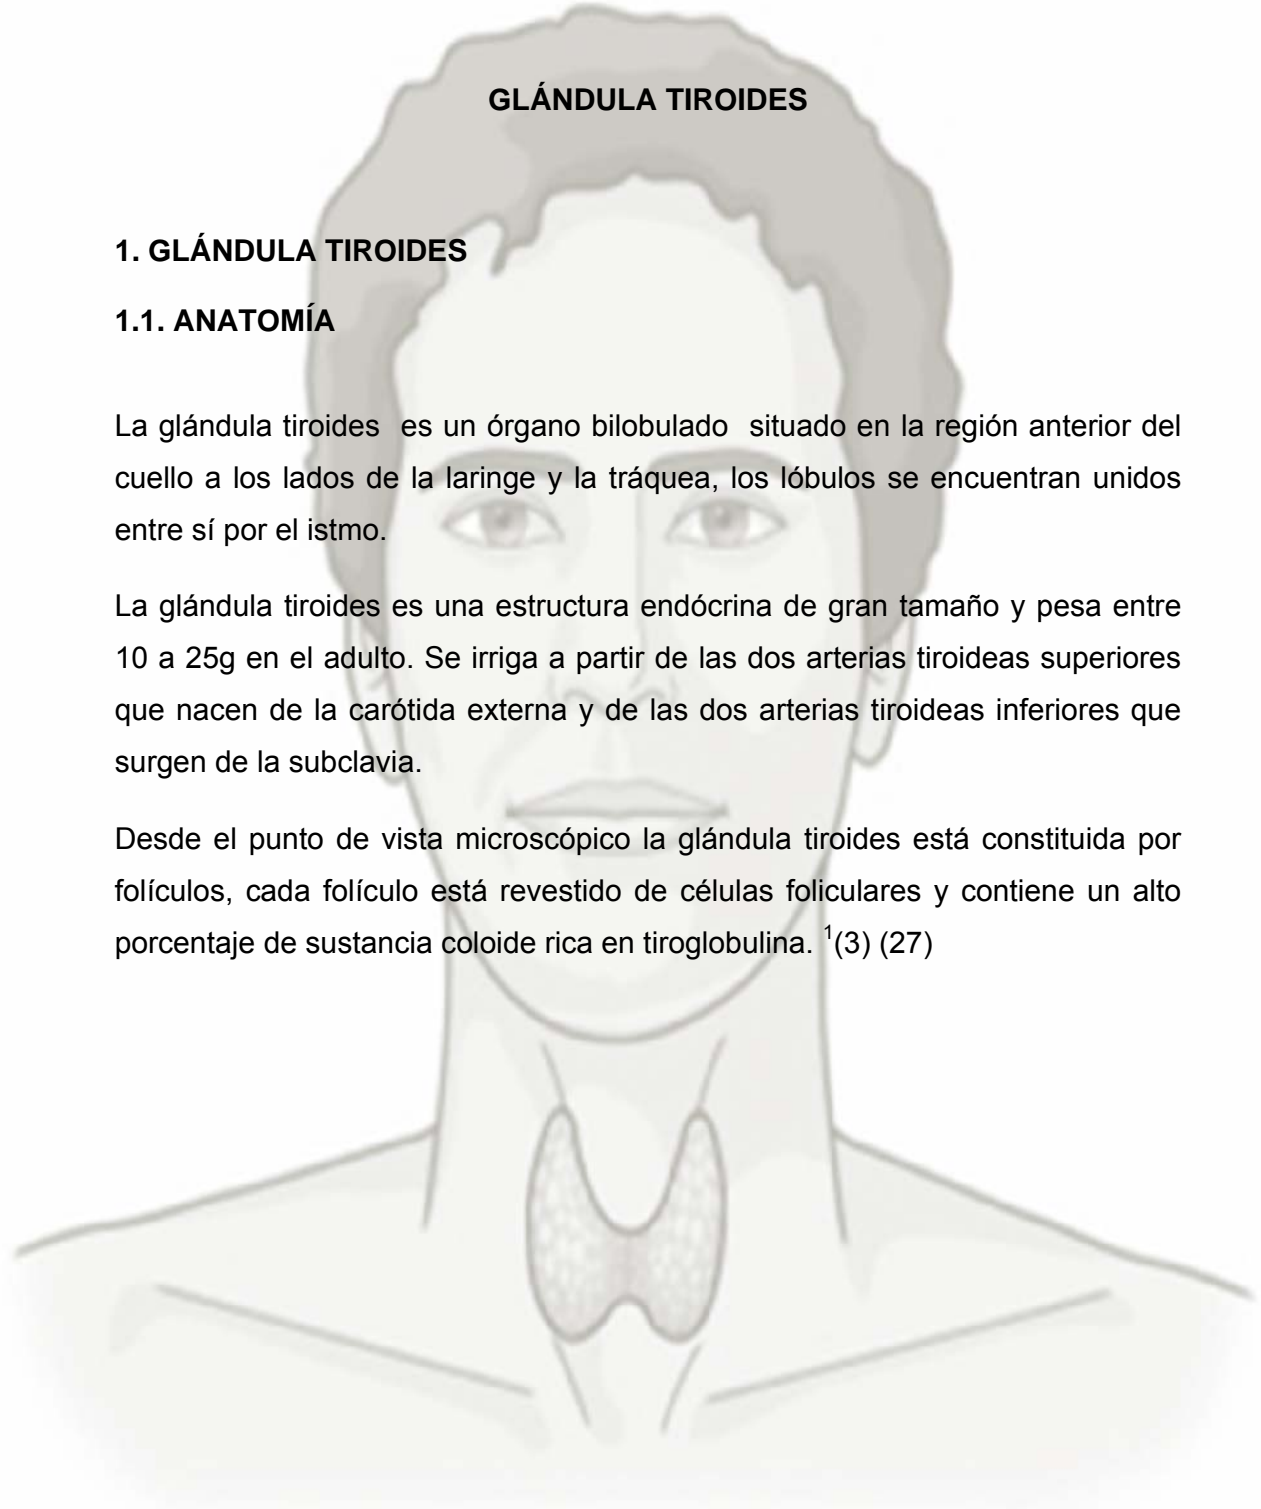 GLÁNDULA TIROIDES
1. GLÁNDULA TIROIDES
1.1. ANATOMÍA
La glándula tiroides es un órgano bilobulado situado en la región anterior del
cuello a los lados de la laringe y la tráquea, los lóbulos se encuentran unidos
entre sí por el istmo.
La glándula tiroides es una estructura endócrina de gran tamaño y pesa entre
10 a 25g en el adulto. Se irriga a partir de las dos arterias tiroideas superiores
que nacen de la carótida externa y de las dos arterias tiroideas inferiores que
surgen de la subclavia.
Desde el punto de vista microscópico la glándula tiroides está constituida por
folículos, cada folículo está revestido de células foliculares y contiene un alto
porcentaje de sustancia coloide rica en tiroglobulina. ¹(3) (27)